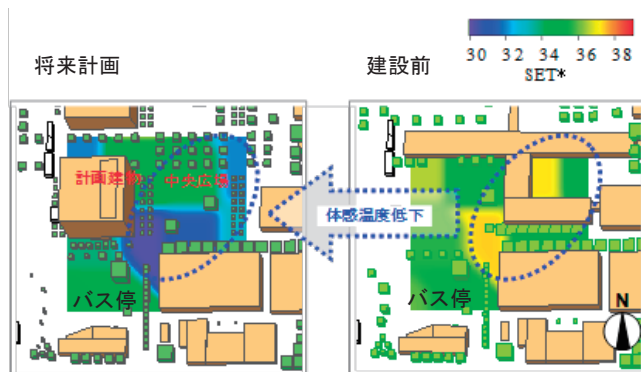 将来計画
建設前
30 32 34 36 38
SET*
計画建物
中央広場
体感温度低下
バス停
バス停
N